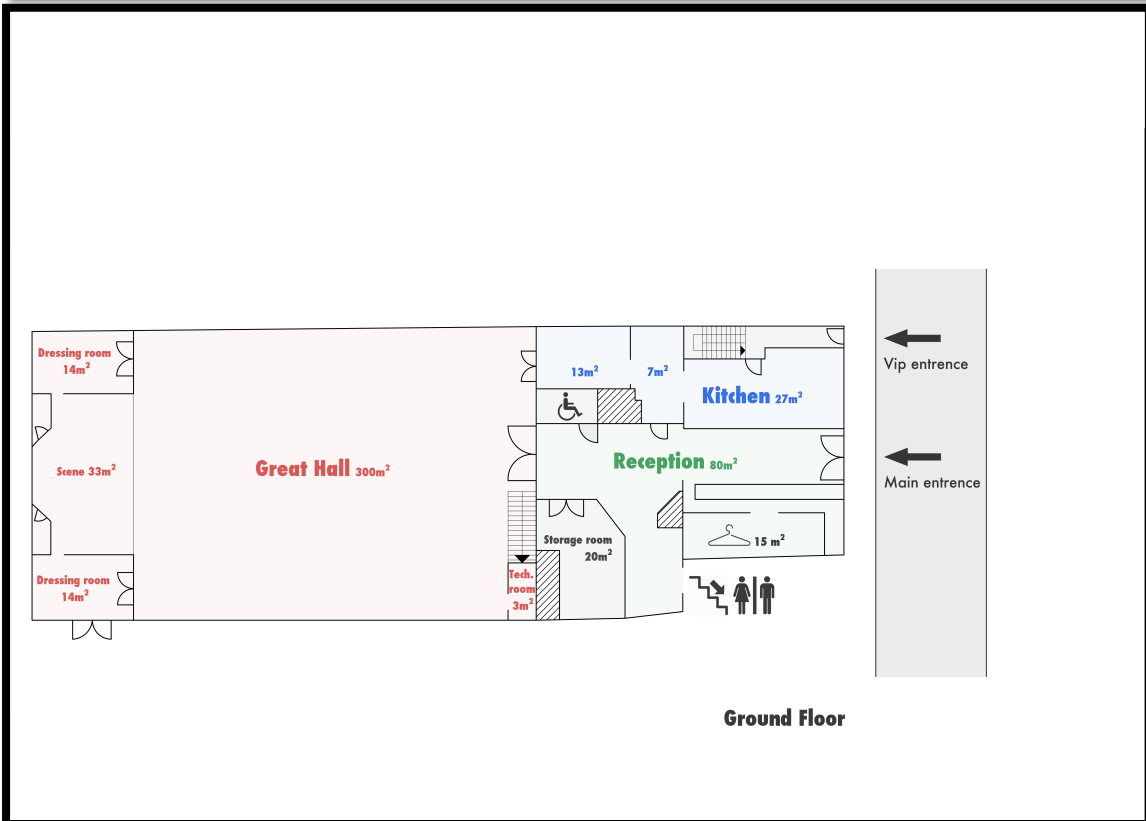 Dressing room
14m²
13m²
7m²
Vip entrence
Kitchen 27m²
Scene 33m²
Great Hall 300m²
Reception 80m²
Main entrence
Storage room
20m²
15 m²
Dressing room
14m²
Tech.
room
3m²
Ground Floor